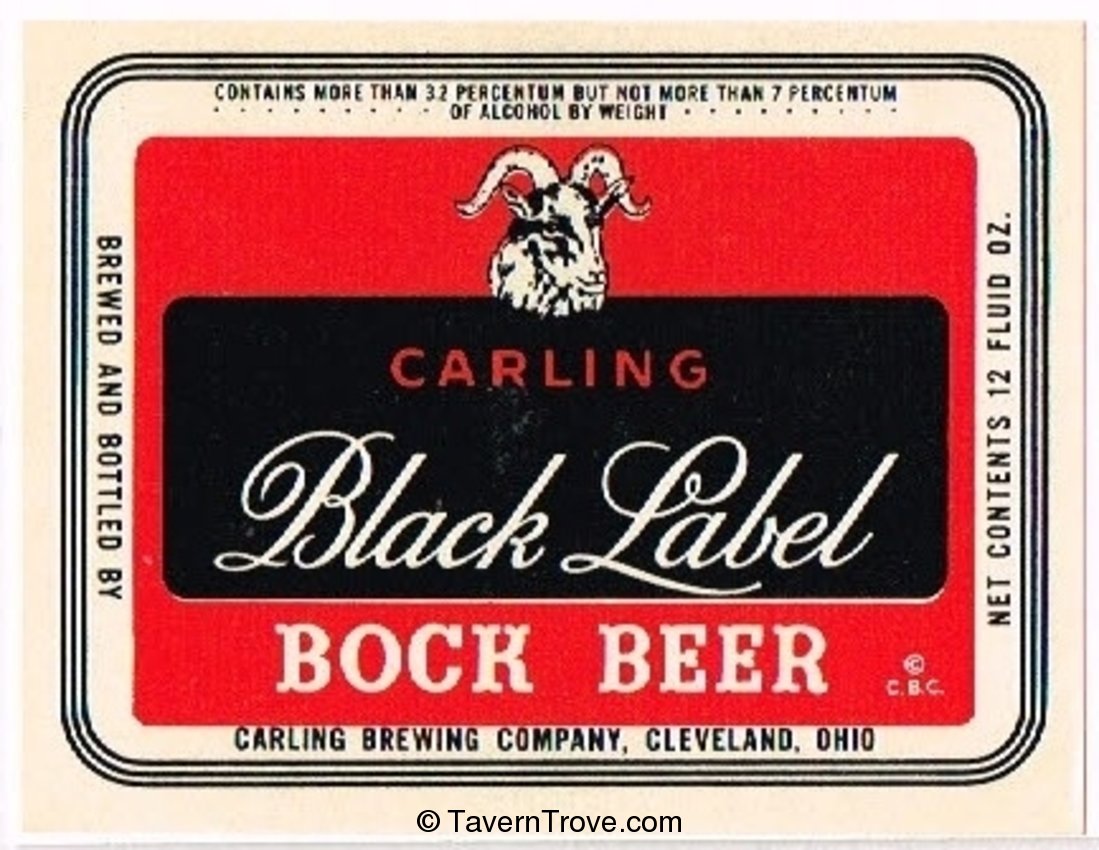 CONTAINS MORE THAN 3.2 PERCENTUM BUT NOT MORE THAN 7 PERCENTUM
OF ALCOHOL BY WEIGHT
BREWED AND BOTTLED BY
CARLING
Black Label
BOCK BEER
© C.B.C.
NET CONTENTS 12 FLUID OZ.
CARLING BREWING COMPANY, CLEVELAND, OHIO
© TavernTrove.com